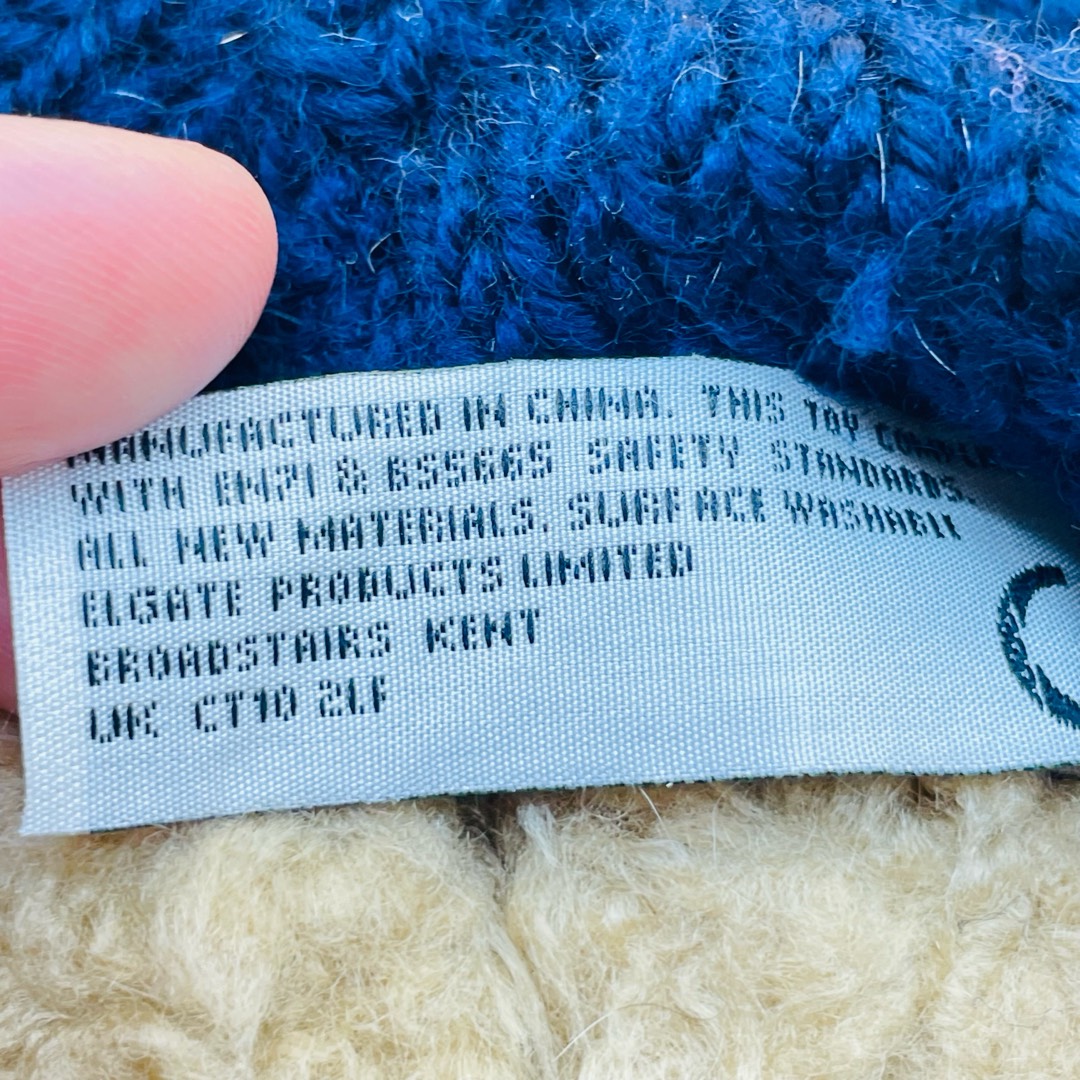 MANUFACTURED IN CHINA. THIS TOY
WITH EN71 & BS5665 SAFETY STANDARDS.
ALL NEW MATERIALS. SURFACE WASHABLE
ELGATE PRODUCTS LIMITED
BROADSTAIRS KENT
UK CT10 2LF